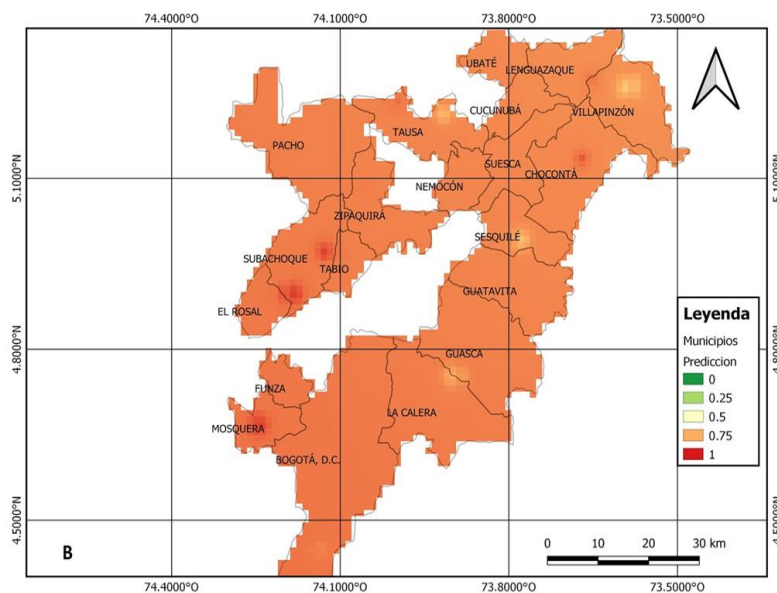 74.4000°O 74.1000°O 73.8000°O 73.5000°O
UBATÉ
LENGUAZAQUE
CUCUNUBÁ
VILLAPINZÓN
TAUSA
PACHO
SUESCA
CHOCONTÁ
NEMOCÓN
5.1000°N
ZIPAQUIRÁ
SESQUILÉ
SUBACHOQUE
TABIO
GUATAVITA
EL ROSAL
4.8000°N
GUASCA
FUNZA
LA CALERA
MOSQUERA
BOGOTÁ, D.C.
4.5000°N
Leyenda
Municipios
Prediccion
0
0.25
0.5
0.75
1
B
0 10 20 30 km
74.4000°O 74.1000°O 73.8000°O 73.5000°O